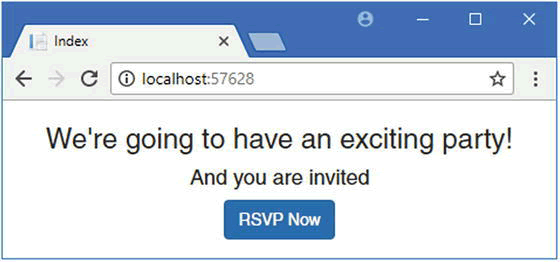 Index
localhost:57628
We're going to have an exciting party!
And you are invited
RSVP Now